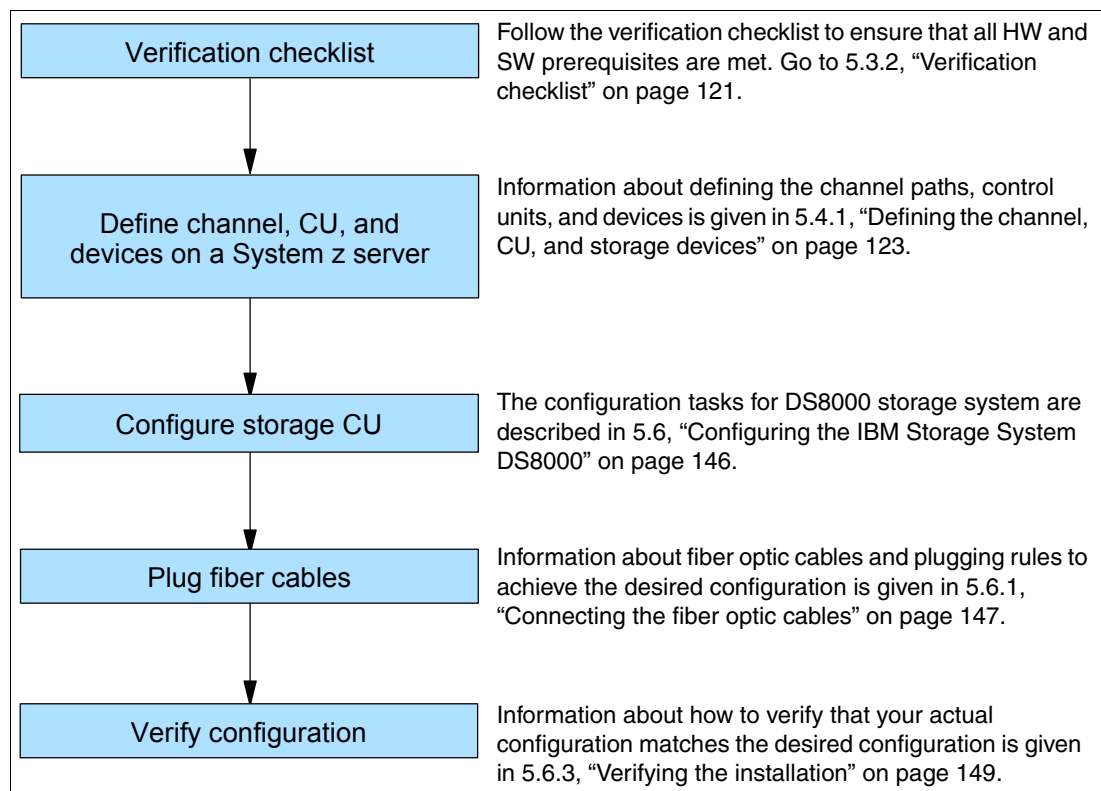 Verification checklist
Follow the verification checklist to ensure that all HW and
SW prerequisites are met. Go to 5.3.2, “Verification
checklist” on page 121.
Define channel, CU, and
devices on a System z server
Information about defining the channel paths, control
units, and devices is given in 5.4.1, “Defining the channel,
CU, and storage devices” on page 123.
Configure storage CU
The configuration tasks for DS8000 storage system are
described in 5.6, “Configuring the IBM Storage System
DS8000” on page 146.
Plug fiber cables
Information about fiber optic cables and plugging rules to
achieve the desired configuration is given in 5.6.1,
“Connecting the fiber optic cables” on page 147.
Verify configuration
Information about how to verify that your actual
configuration matches the desired configuration is given
in 5.6.3, “Verifying the installation” on page 149.